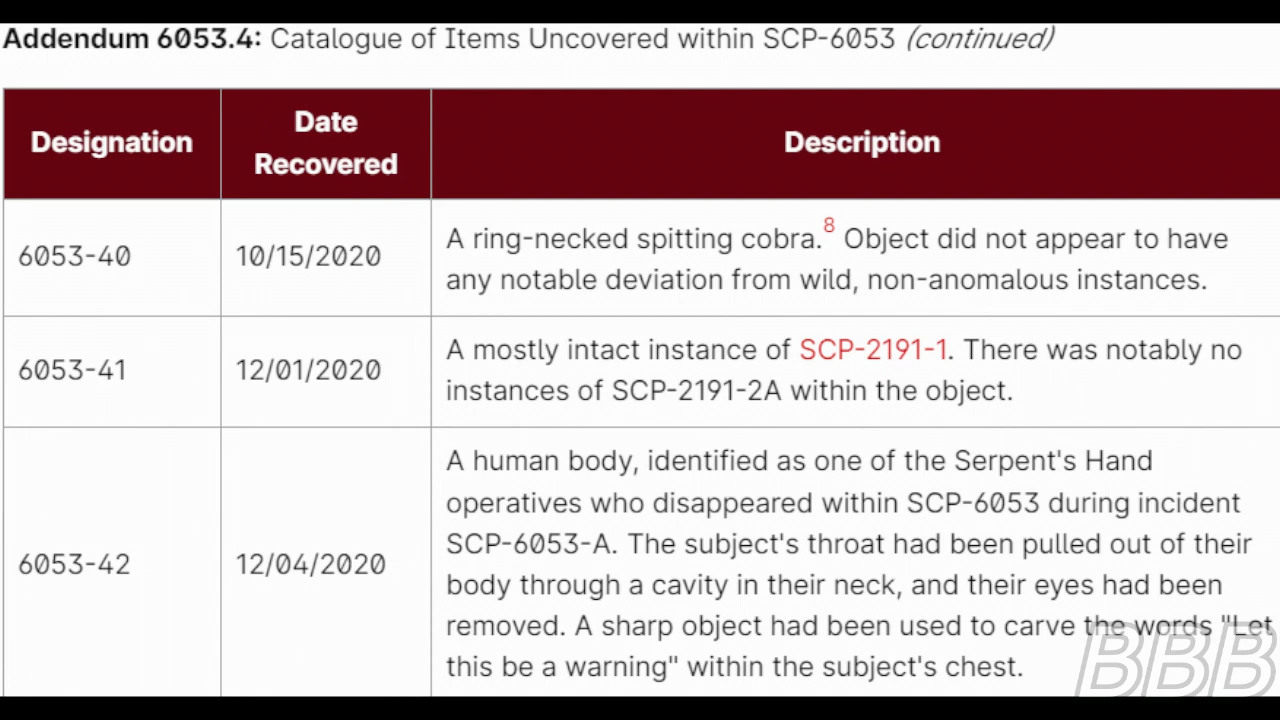 Addendum 6053.4: Catalogue of Items Uncovered within SCP-6053 (continued)
Designation
Date
Recovered
Description
6053-40
10/15/2020
A ring-necked spitting cobra.8 Object did not appear to have
any notable deviation from wild, non-anomalous instances.
6053-41
12/01/2020
A mostly intact instance of SCP-2191-1. There was notably no
instances of SCP-2191-2A within the object.
6053-42
12/04/2020
A human body, identified as one of the Serpent's Hand
operatives who disappeared within SCP-6053 during incident
SCP-6053-A. The subject's throat had been pulled out of their
body through a cavity in their neck, and their eyes had been
removed. A sharp object had been used to carve the words "Let
this be a warning" within the subject's chest.
BBB